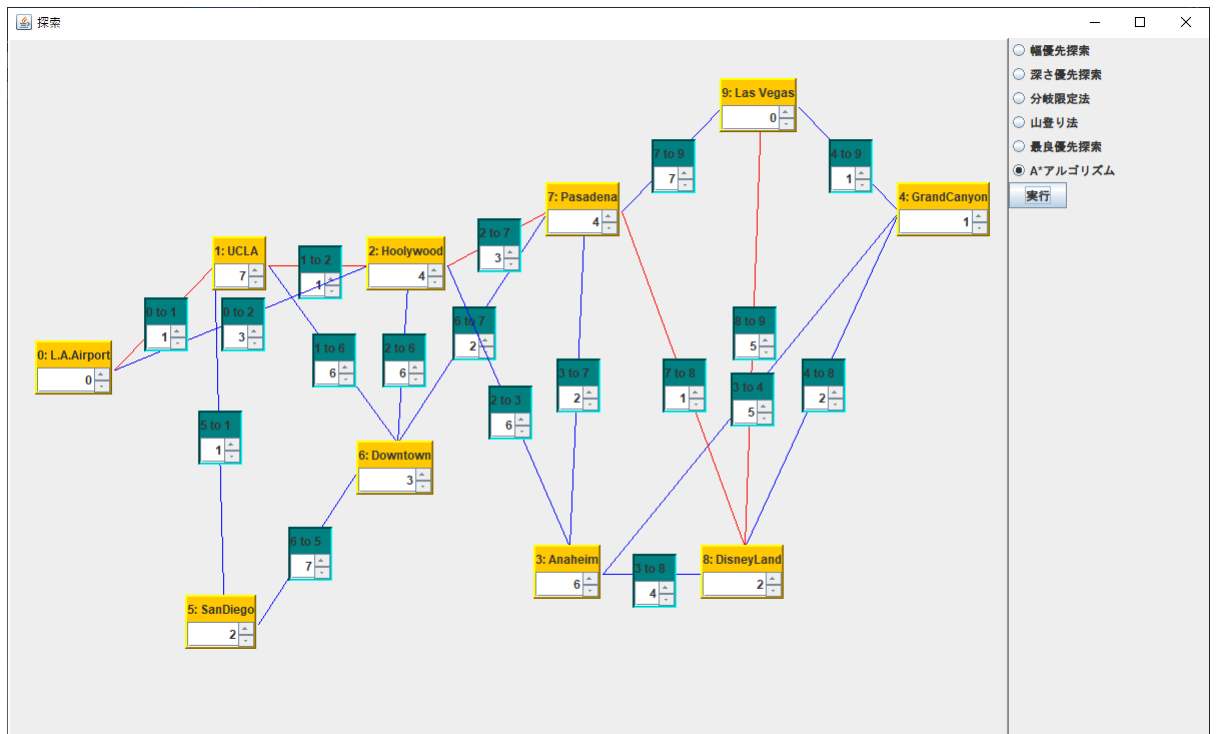 探索
幅優先探索
深さ優先探索
分岐限定法
山登り法
最良優先探索
A*アルゴリズム
実行
9: Las Vegas
0
7 to 9
7
4 to 9
1
7: Pasadena
4
4: GrandCanyon
1
1: UCLA
7
1 to 2
1
2: Hoolywood
4
2 to 7
3
0 to 1
1
0 to 2
3
6 to 7
2
8 to 9
5
0: L.A.Airport
0
1 to 6
6
2 to 6
6
3 to 7
2
7 to 8
1
3 to 4
5
4 to 8
2
2 to 3
6
5 to 1
1
6: Downtown
3
6 to 5
7
3: Anaheim
6
3 to 8
4
8: DisneyLand
2
5: SanDiego
2